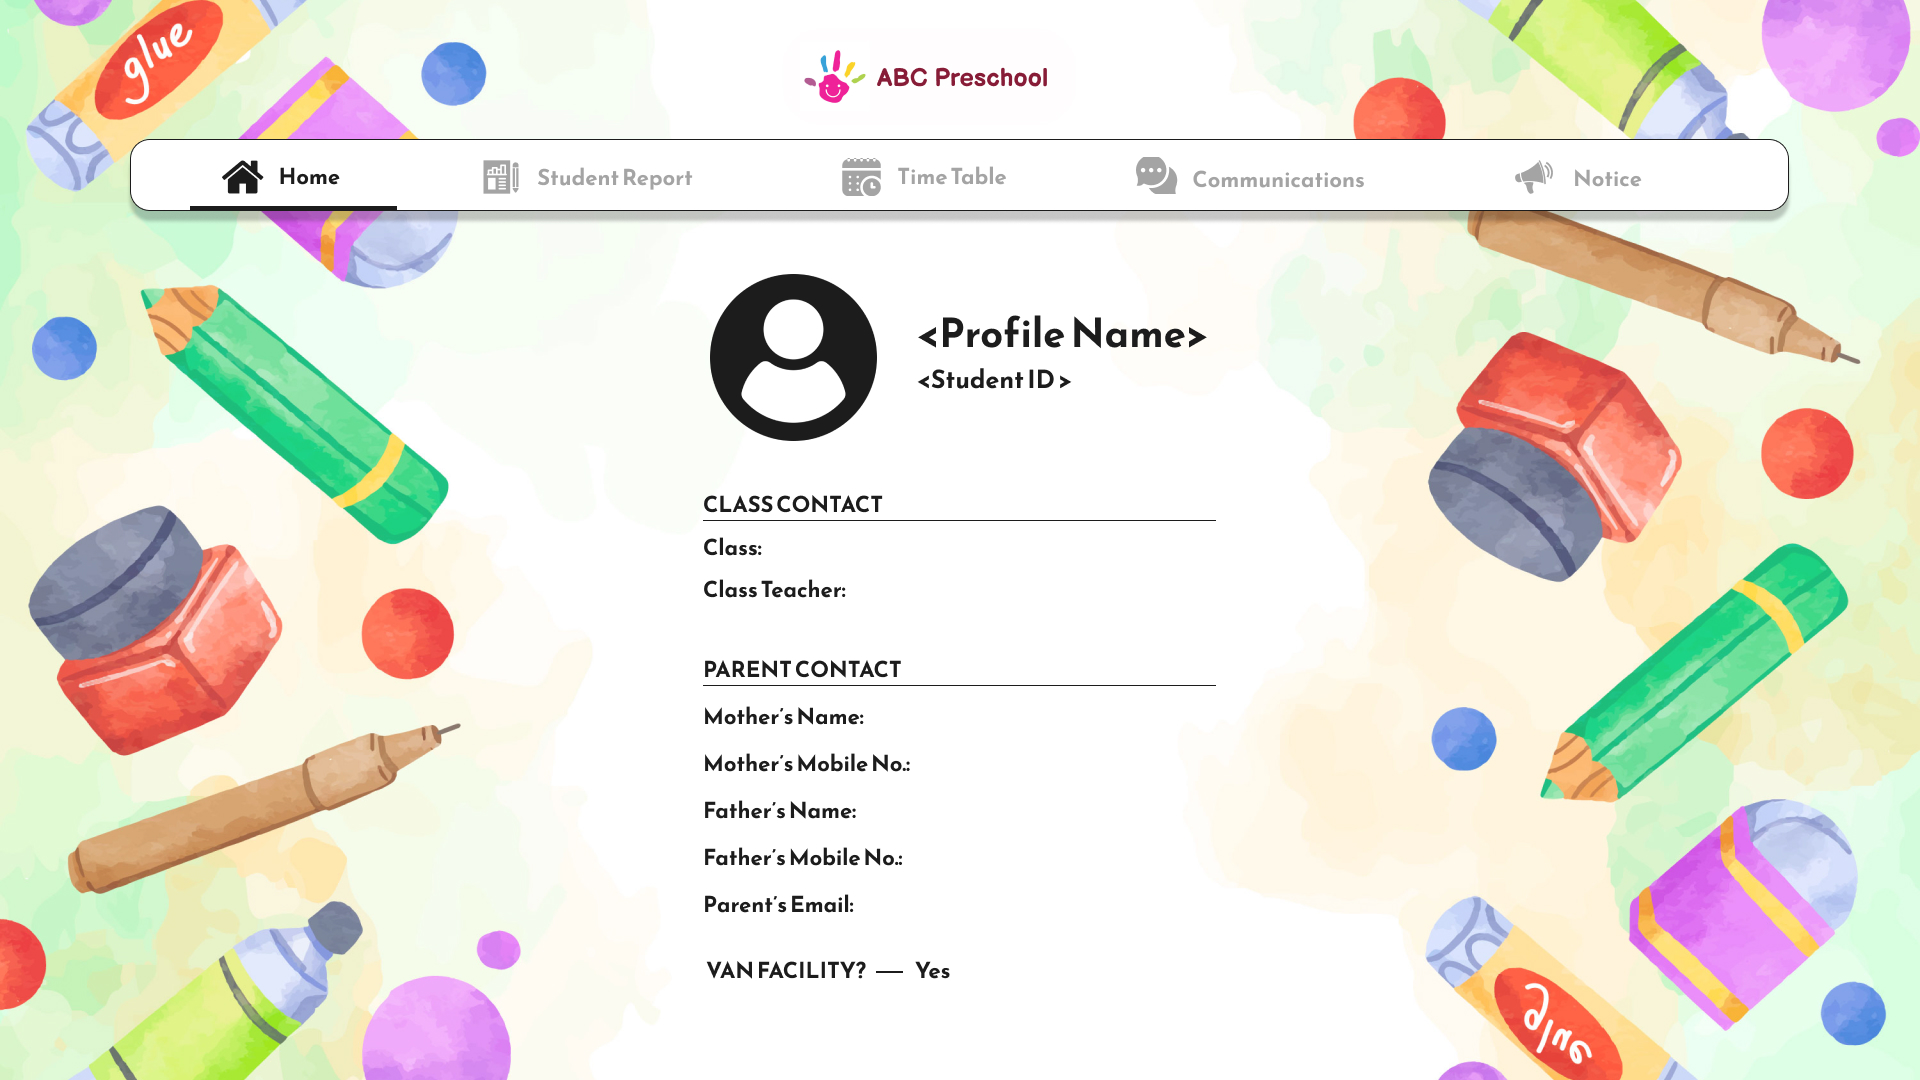 glue
ABC Preschool
Home
Student Report
Time Table
Communications
Notice
<Profile Name>
<Student ID >
CLASS CONTACT
Class:
Class Teacher:
PARENT CONTACT
Mother's Name:
Mother's Mobile No.:
Father's Name:
Father's Mobile No.:
Parent's Email:
VAN FACILITY? — Yes
glue